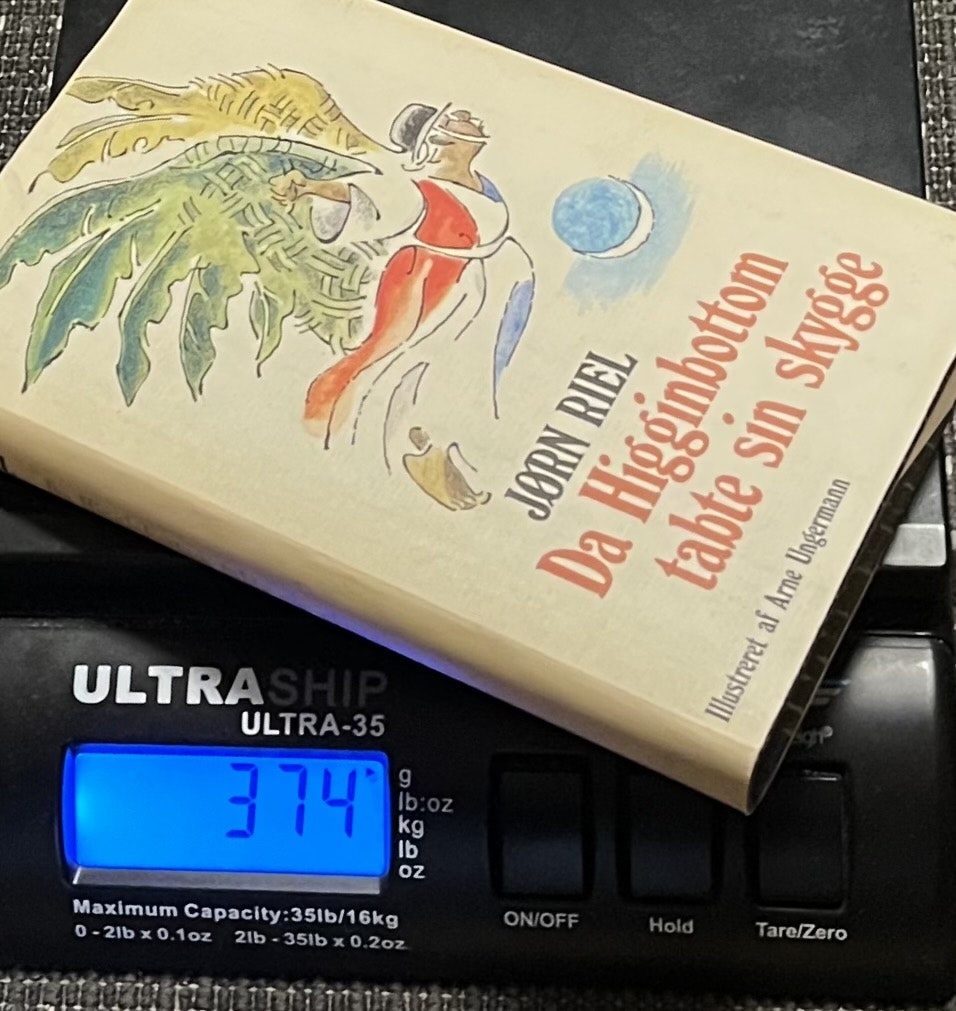 JØRN RIEL
Da Higginbottom
tabte sin skygge
Illustreret af Arne Ungermann
ULTRASHIP
ULTRA-35
374
g
lb:oz
kg
lb
oz
Maximum Capacity:35lb/16kg
0 - 2lb x 0.1oz 2lb - 35lb x 0.2oz
ON/OFF
Hold
Tare/Zero